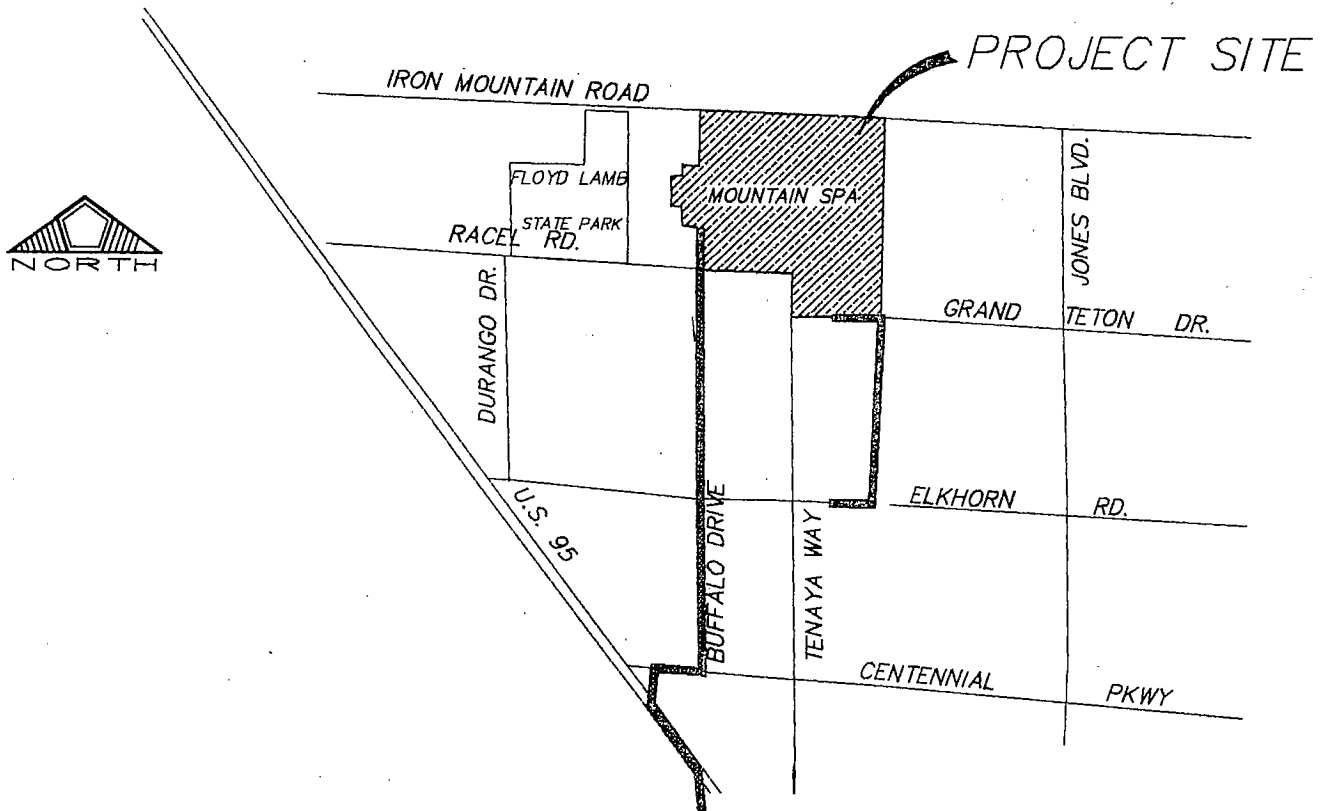 PROJECT SITE
IRON MOUNTAIN ROAD
JONES BLVD.
FLOYD LAMB
MOUNTAIN SPA
STATE PARK
RACEL RD.
NORTH
DURANGO DR.
GRAND TETON DR.
U.S. 95
BUFFALO DRIVE
TENAYA WAY
ELKHORN RD.
CENTENNIAL PKWY